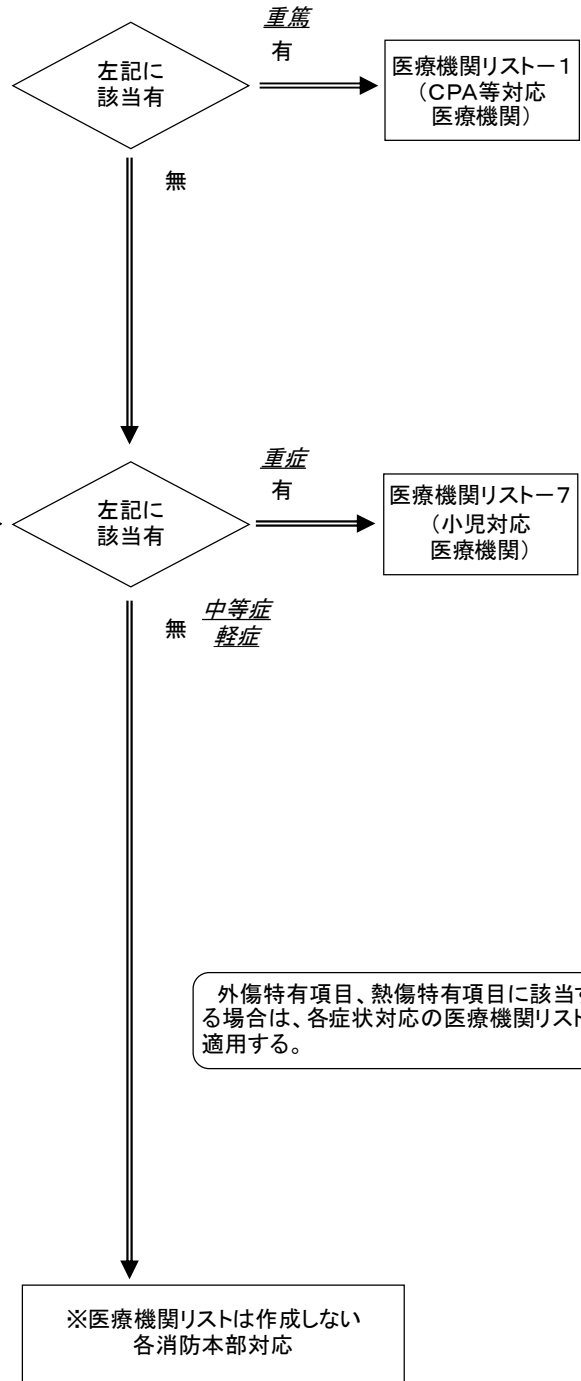 重篤
有
左記に
該当有
医療機関リスト－1
（CPA等対応
医療機関）
無
重症
有
左記に
該当有
医療機関リスト－7
（小児対応
医療機関）
無
中等症
軽症
外傷特有項目、熱傷特有項目に該当す
る場合は、各症状対応の医療機関リスト
適用する。
※医療機関リストは作成しない
各消防本部対応